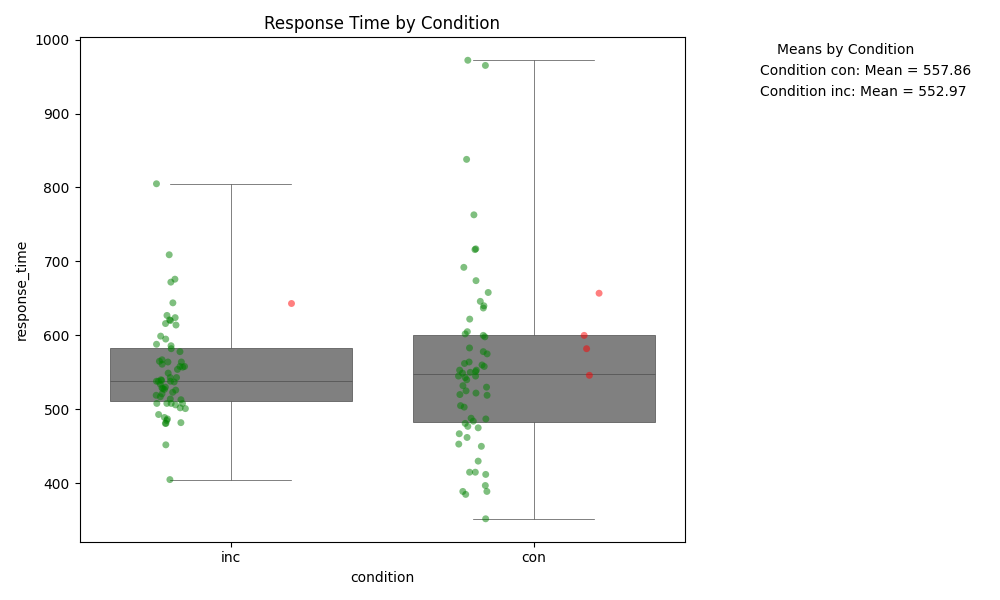 Response Time by Condition
Means by Condition
Condition con: Mean = 557.86
Condition inc: Mean = 552.97
response_time
1000
900
800
700
600
500
400
inc
con
condition